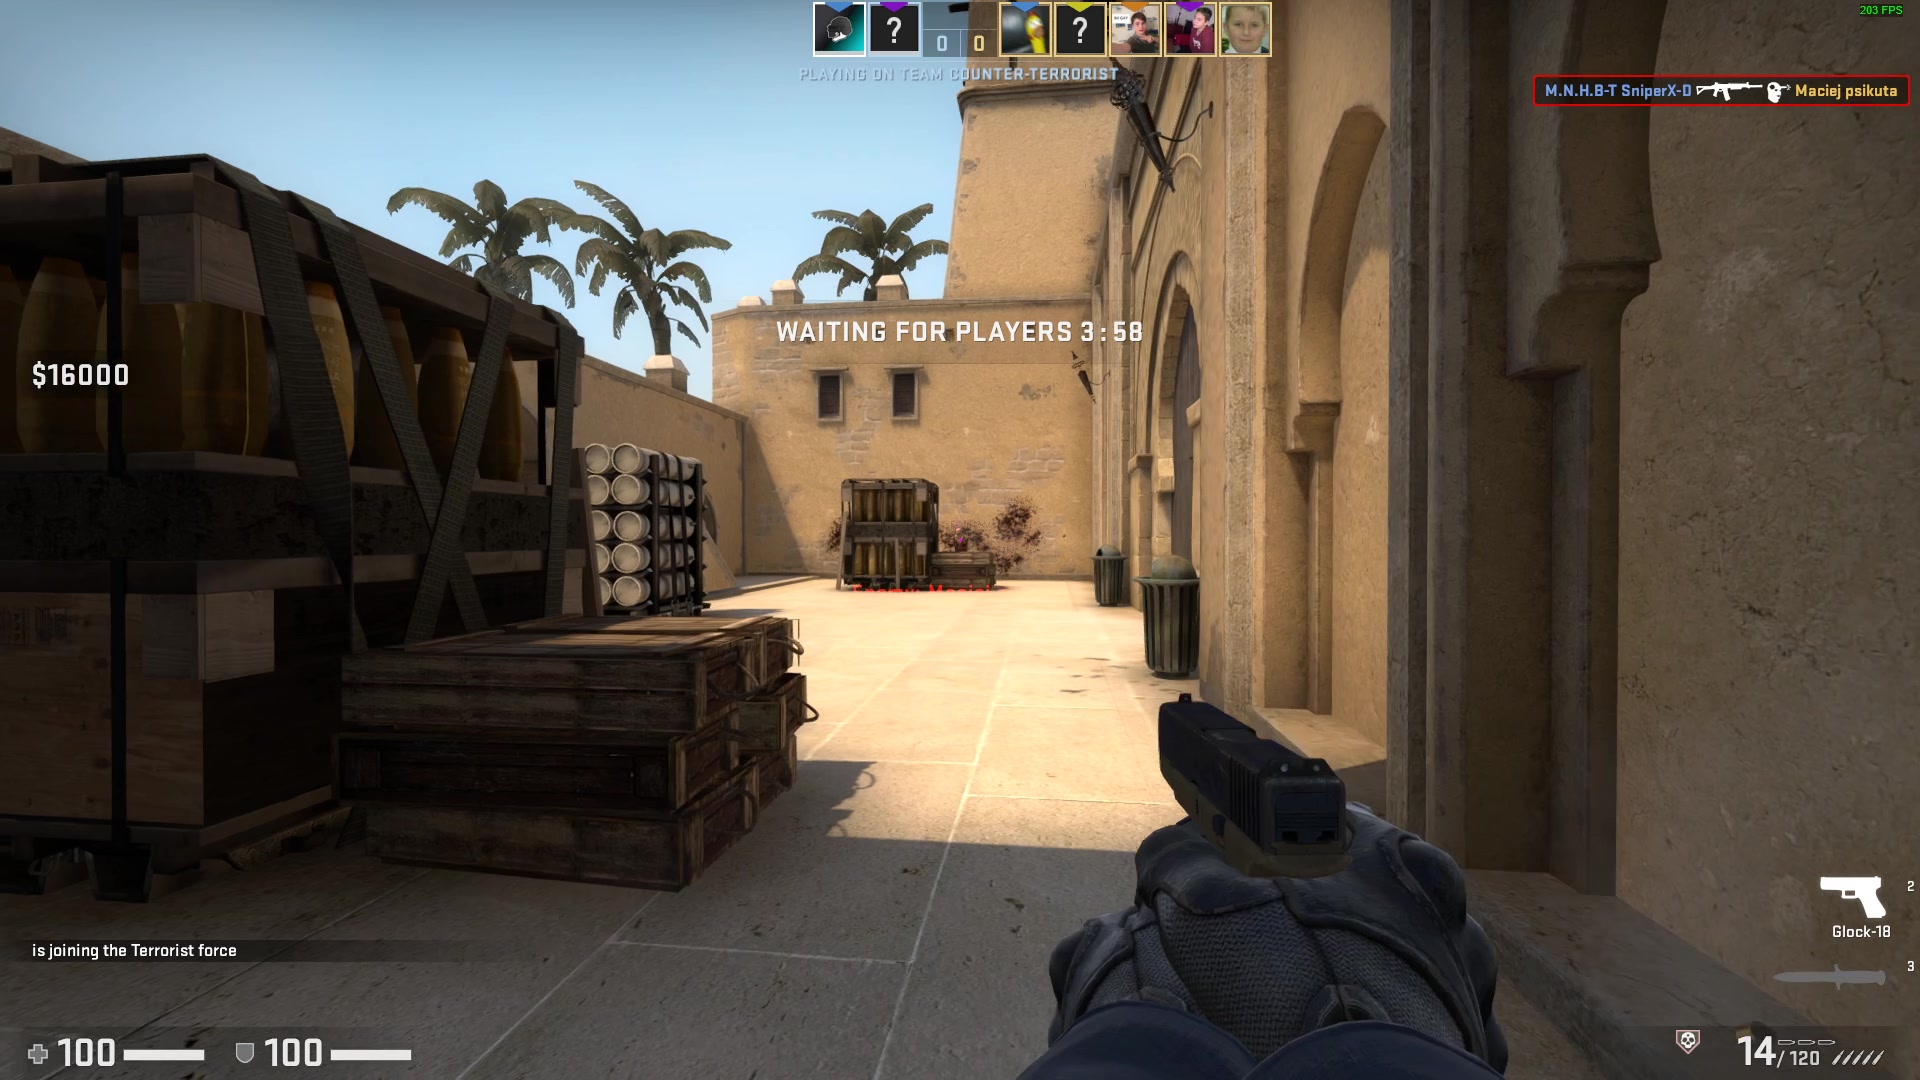 203 FPS
? 0 0 ?
PLAYING ON TEAM COUNTER-TERRORIST
M.N.H.B-T SniperX-D Maciej psikuta
WAITING FOR PLAYERS 3:58
$16000
2
Glock-18
is joining the Terrorist force
3
100 100
14/ 120